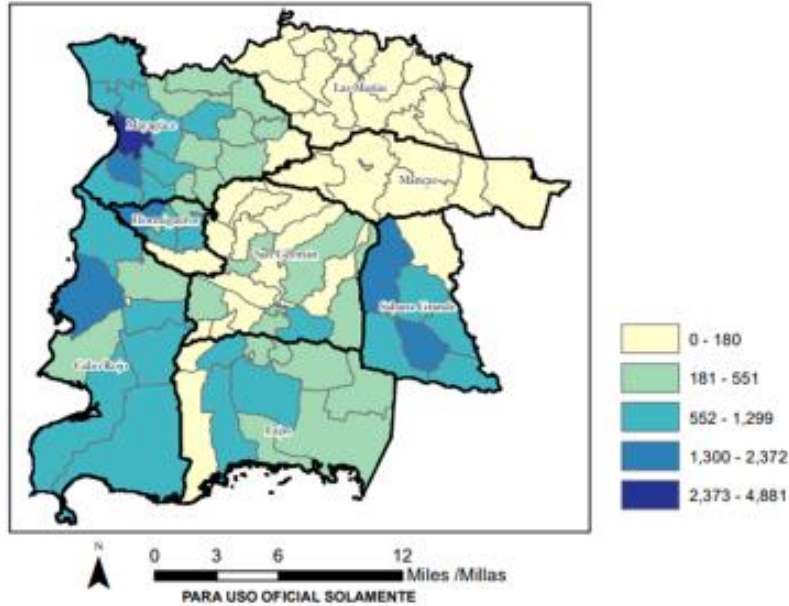 Las Marías
Mayagüez
Maricao
Hormigueros
San Germán
Sabana Grande
Cabo Rojo
Lajas
0 - 180
181 - 551
552 - 1,299
1,300 - 2,372
2,373 - 4,881
N
0 3 6 12
Miles /Millas
PARA USO OFICIAL SOLAMENTE